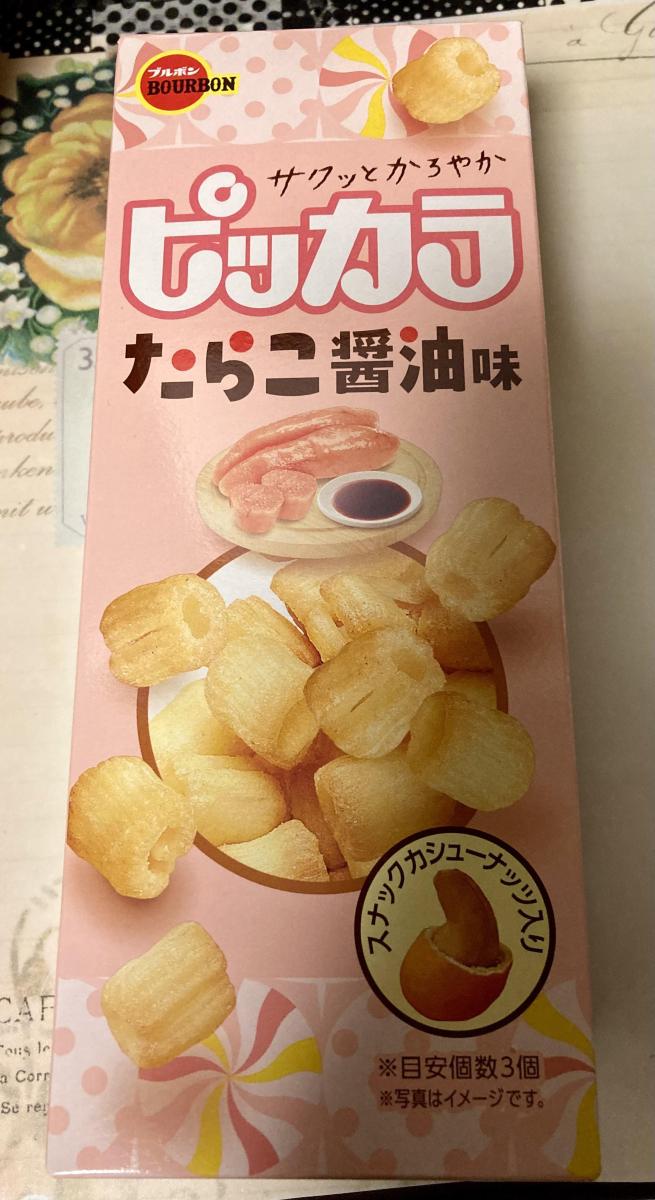 ブルボン
BOURBON
サクッとかろやか
ピッカラ
たらこ醤油味
スナックカシューナッツ入り
※目安個数3個
※写真はイメージです。